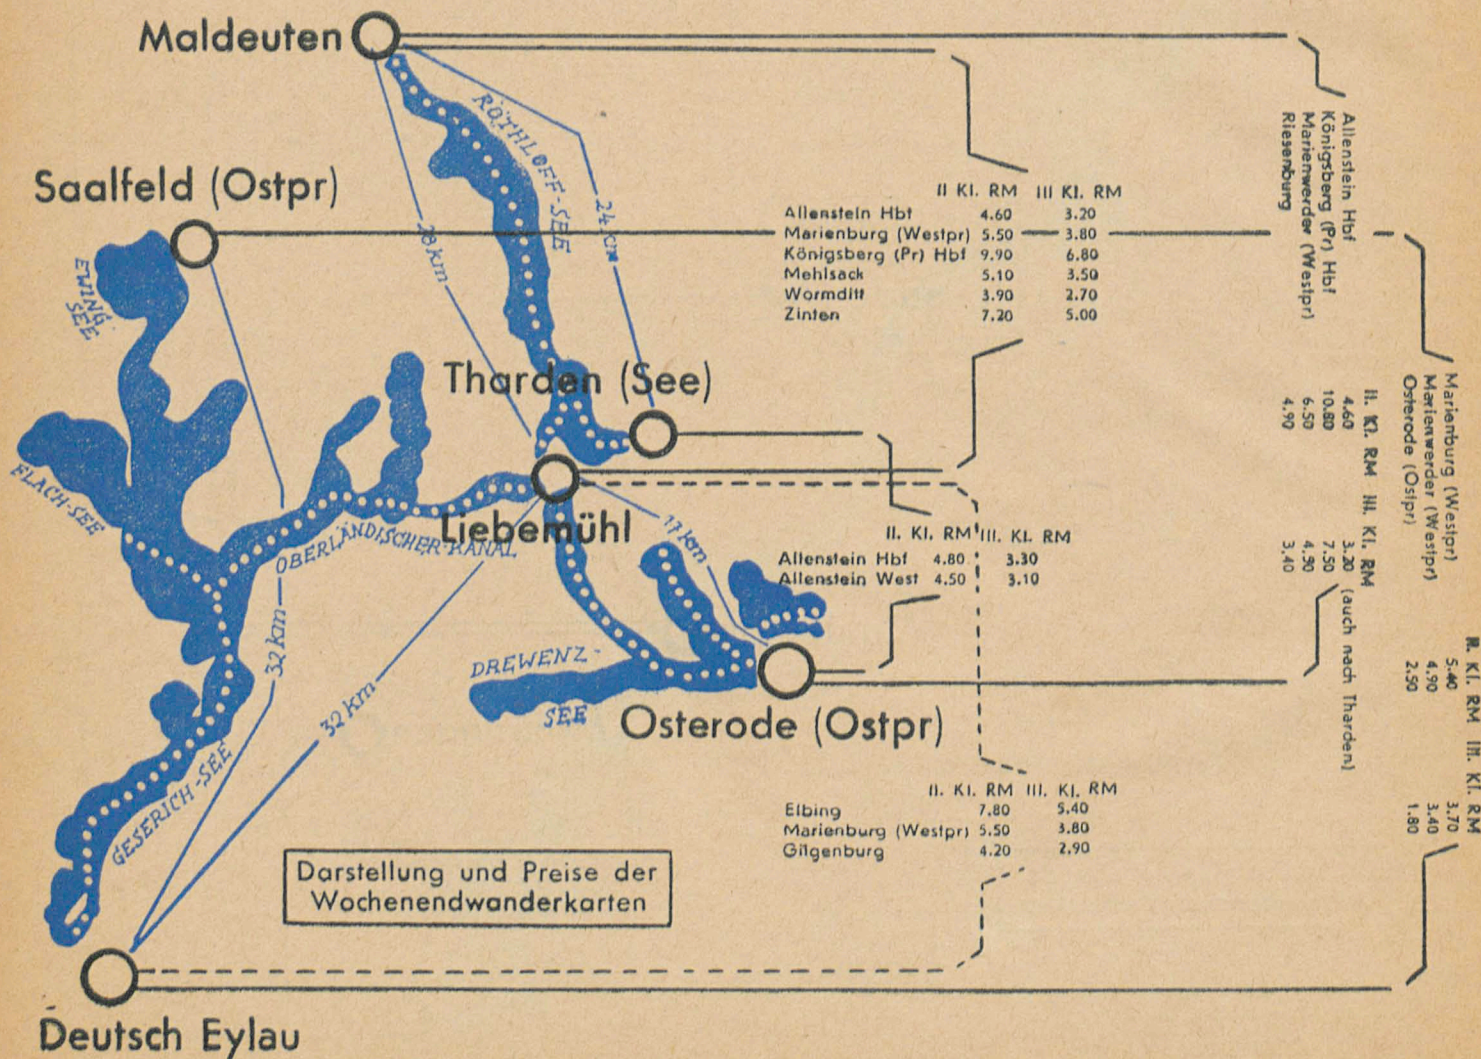 Maldeuten
RÖTHLOFF-SEE
24 km
28 km
Saalfeld (Ostpr)
EWING-
SEE
II Kl. RM III Kl. RM
Allenstein Hbf 4.60 3.20
Marienburg (Westpr) 5.50 3.80
Königsberg (Pr) Hbf 9.90 6.80
Mehlsack 5.10 3.50
Wormditt 3.90 2.70
Zinten 7.20 5.00
Tharden (See)
FLACH-SEE
Liebemühl
OBERLÄNDISCHER-KANAL
17 km
II. Kl. RM III. Kl. RM
Allenstein Hbf 4.80 3.30
Allenstein West 4.50 3.10
32 km
32 km
DREWENZ-
SEE
Osterode (Ostpr)
GESERICH-SEE
II. Kl. RM III. Kl. RM
Elbing 7.80 5.40
Marienburg (Westpr) 5.50 3.80
Gilgenburg 4.20 2.90
Darstellung und Preise der
Wochenendwanderkarten
Deutsch Eylau
II. Kl. RM III. Kl. RM
Allenstein Hbf 4.60 3.20 (auch nach Tharden)
Königsberg (Pr) Hbf 10.80 7.50
Marienwerder (Westpr) 6.50 4.50
Riesenburg 4.90 3.40
II. Kl. RM III. Kl. RM
Marienburg (Westpr) 5.40 3.70
Marienwerder (Westpr) 4.90 3.40
Osterode (Ostpr) 2.50 1.80